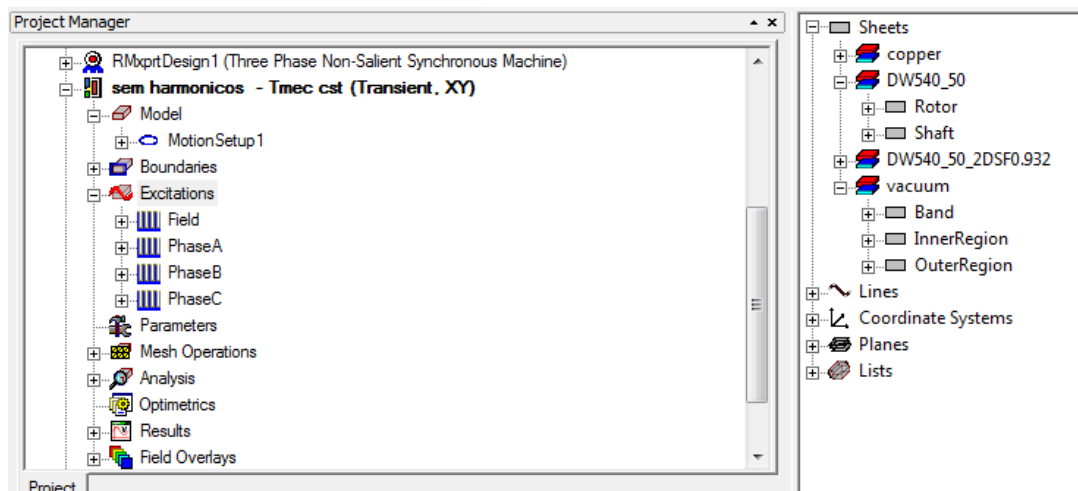 Project Manager
RMxprtDesign1 (Three Phase Non-Salient Synchronous Machine)
sem harmonicos - Tmec cst (Transient, XY)
Model
MotionSetup1
Boundaries
Excitations
Field
PhaseA
PhaseB
PhaseC
Parameters
Mesh Operations
Analysis
Optimetrics
Results
Field Overlays
Project
Sheets
copper
DW540_50
Rotor
Shaft
DW540_50_2DSF0.932
vacuum
Band
InnerRegion
OuterRegion
Lines
Coordinate Systems
Planes
Lists